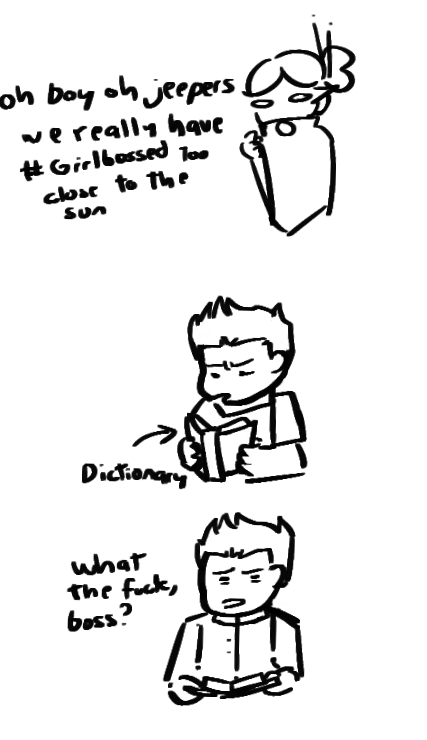 oh boy oh jeepers
we really have
#Girlbossed Too
close to the
sun
Dictionary
what
the fuck,
boss?